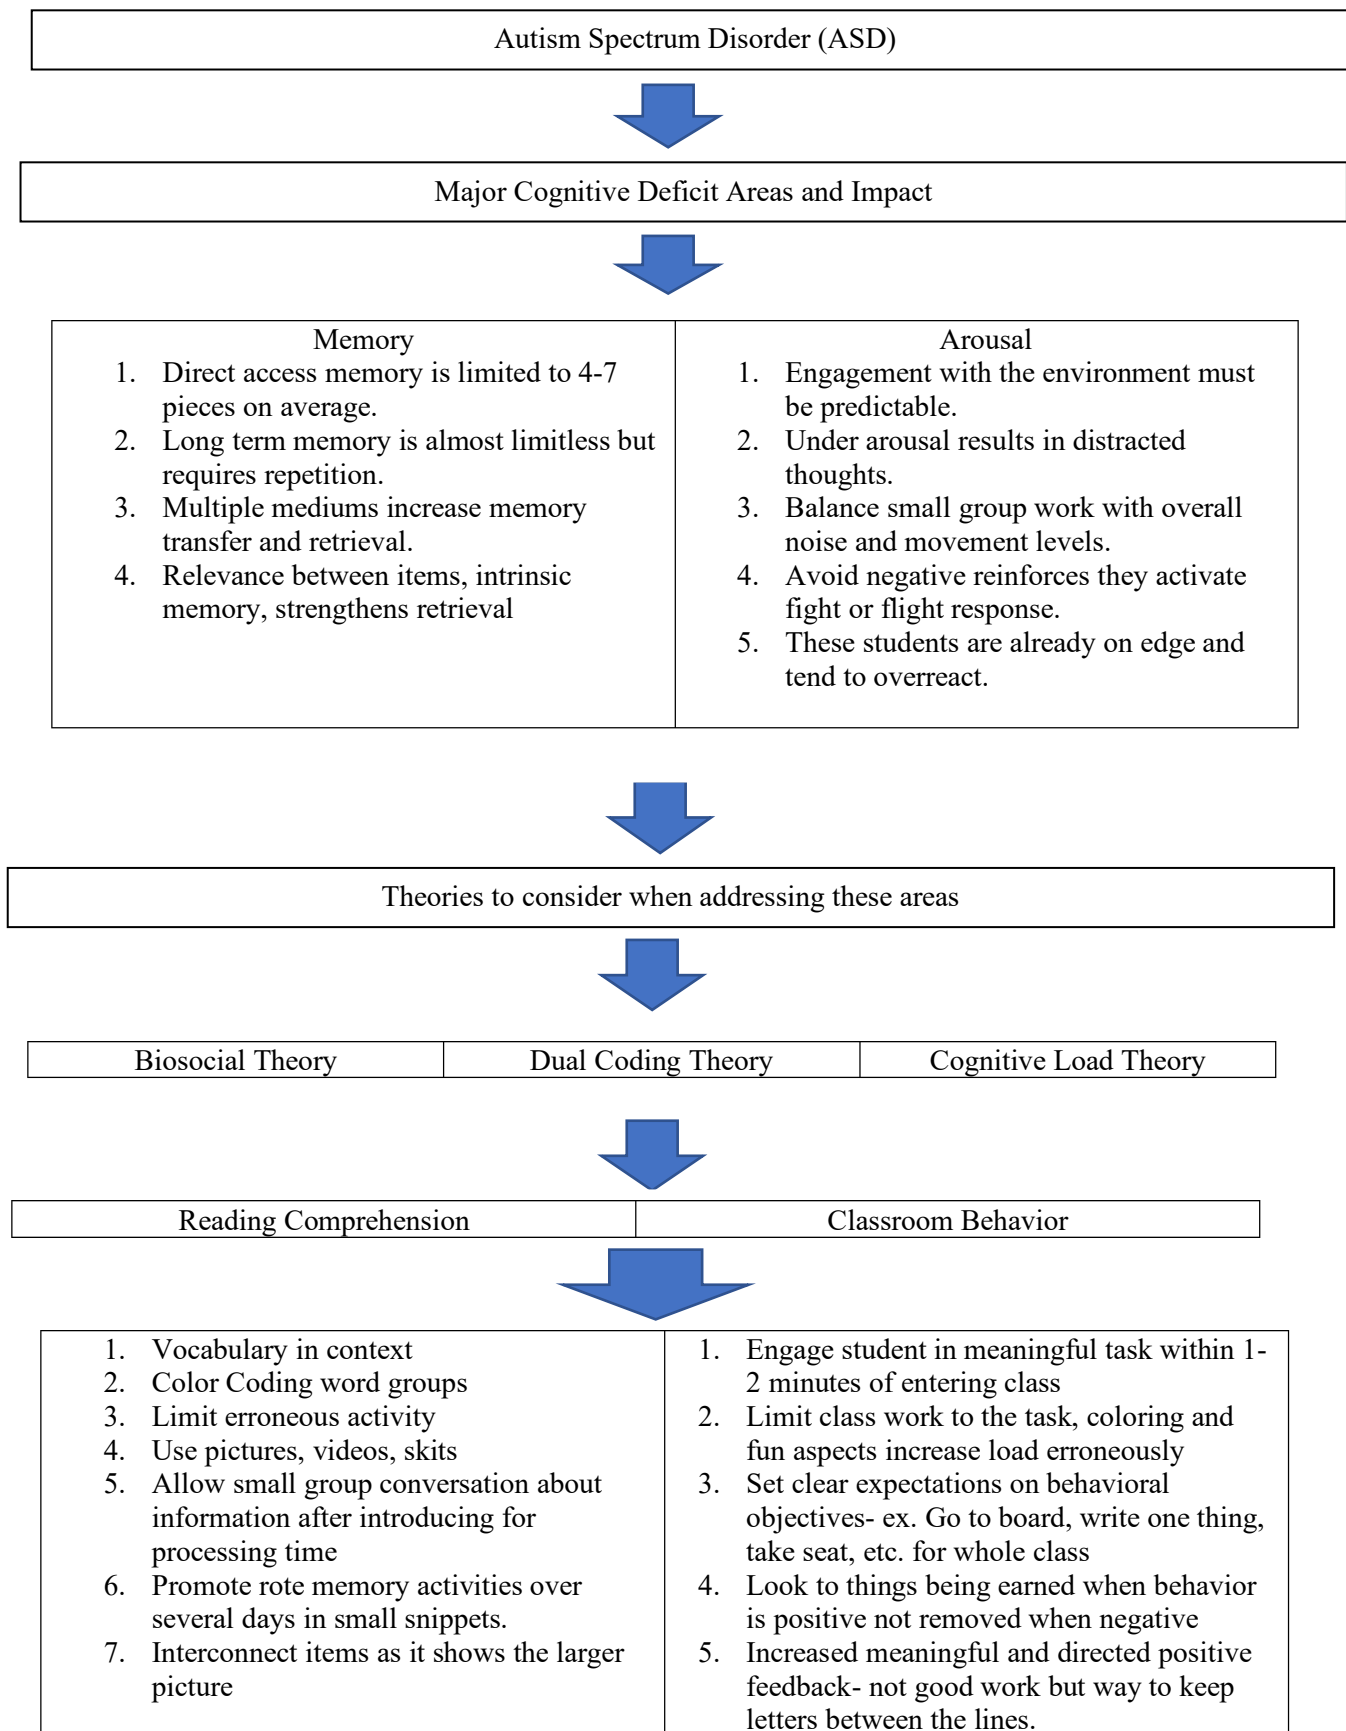 Autism Spectrum Disorder (ASD)
Major Cognitive Deficit Areas and Impact
Memory
1. Direct access memory is limited to 4-7
pieces on average.
2. Long term memory is almost limitless but
requires repetition.
3. Multiple mediums increase memory
transfer and retrieval.
4. Relevance between items, intrinsic
memory, strengthens retrieval
Arousal
1. Engagement with the environment must
be predictable.
2. Under arousal results in distracted
thoughts.
3. Balance small group work with overall
noise and movement levels.
4. Avoid negative reinforces they activate
fight or flight response.
5. These students are already on edge and
tend to overreact.
Theories to consider when addressing these areas
Biosocial Theory
Dual Coding Theory
Cognitive Load Theory
Reading Comprehension
Classroom Behavior
1. Vocabulary in context
2. Color Coding word groups
3. Limit erroneous activity
4. Use pictures, videos, skits
5. Allow small group conversation about
information after introducing for
processing time
6. Promote rote memory activities over
several days in small snippets.
7. Interconnect items as it shows the larger
picture
1. Engage student in meaningful task within 1-
2 minutes of entering class
2. Limit class work to the task, coloring and
fun aspects increase load erroneously
3. Set clear expectations on behavioral
objectives- ex. Go to board, write one thing,
take seat, etc. for whole class
4. Look to things being earned when behavior
is positive not removed when negative
5. Increased meaningful and directed positive
feedback- not good work but way to keep
letters between the lines.